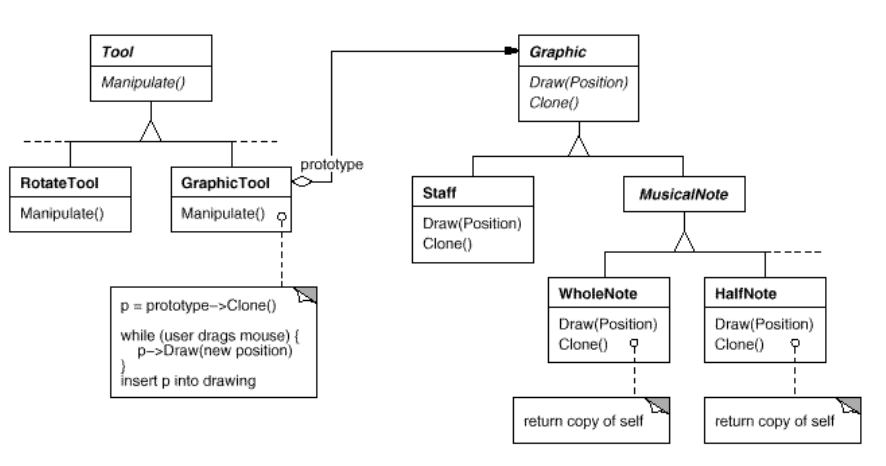 Tool
Manipulate()
Graphic
Draw(Position)
Clone()
prototype
RotateTool
Manipulate()
GraphicTool
Manipulate()
Staff
Draw(Position)
Clone()
MusicalNote
p = prototype–>Clone()
while (user drags mouse) {
p–>Draw(new position)
}
insert p into drawing
WholeNote
Draw(Position)
Clone()
HalfNote
Draw(Position)
Clone()
return copy of self
return copy of self